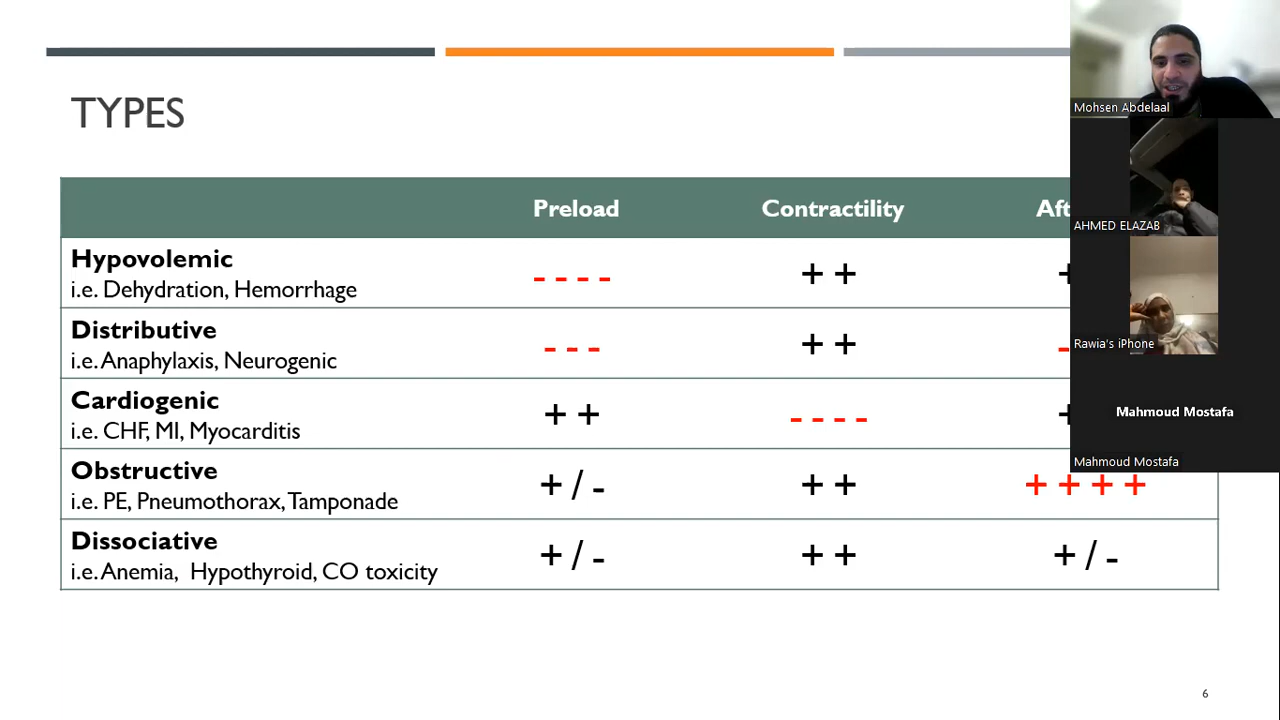 TYPES
Preload Contractility
Hypovolemic
i.e. Dehydration, Hemorrhage
- - - - + + +
Distributive
i.e. Anaphylaxis, Neurogenic
- - - + + -
Cardiogenic
i.e. CHF, MI, Myocarditis
+ + - - - - +
Obstructive
i.e. PE, Pneumothorax, Tamponade
+ / - + + + + + +
Dissociative
i.e. Anemia, Hypothyroid, CO toxicity
+ / - + + + / -
6
Mohsen Abdelaal
AHMED ELAZAB
Rawia's iPhone
Mahmoud Mostafa
Mahmoud Mostafa